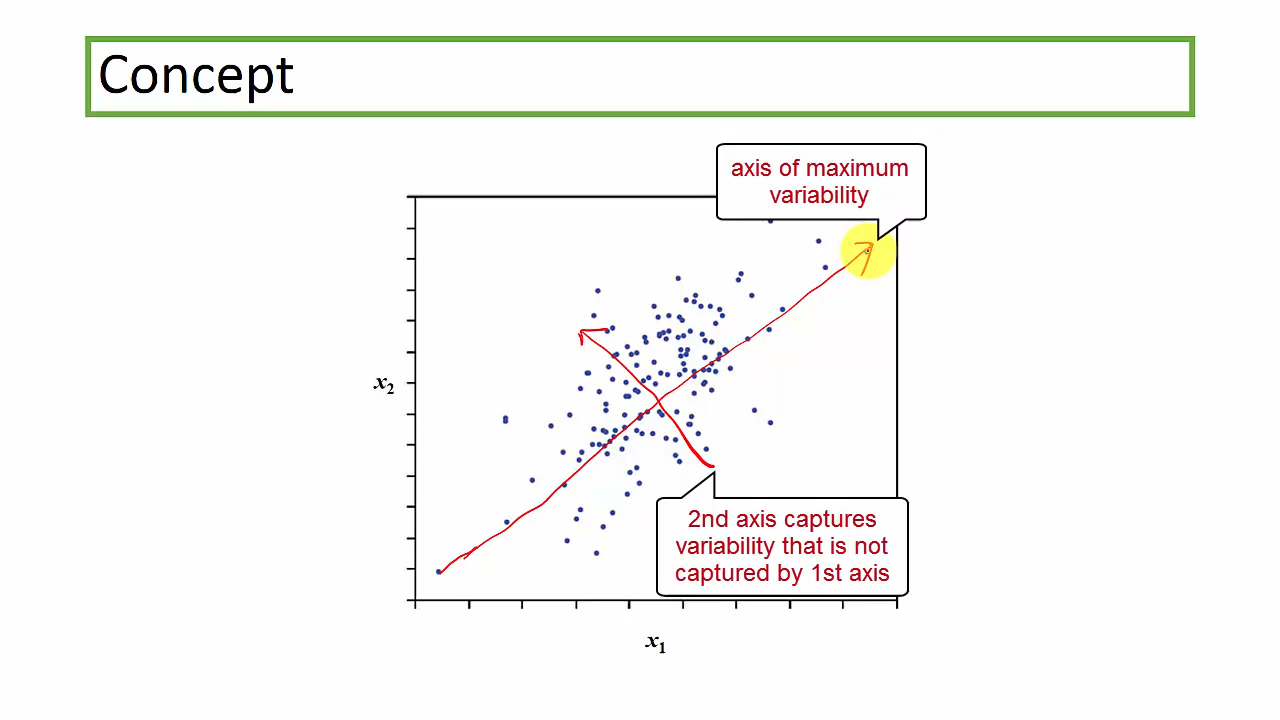 Concept
axis of maximum
variability
x2
2nd axis captures
variability that is not
captured by 1st axis
x1